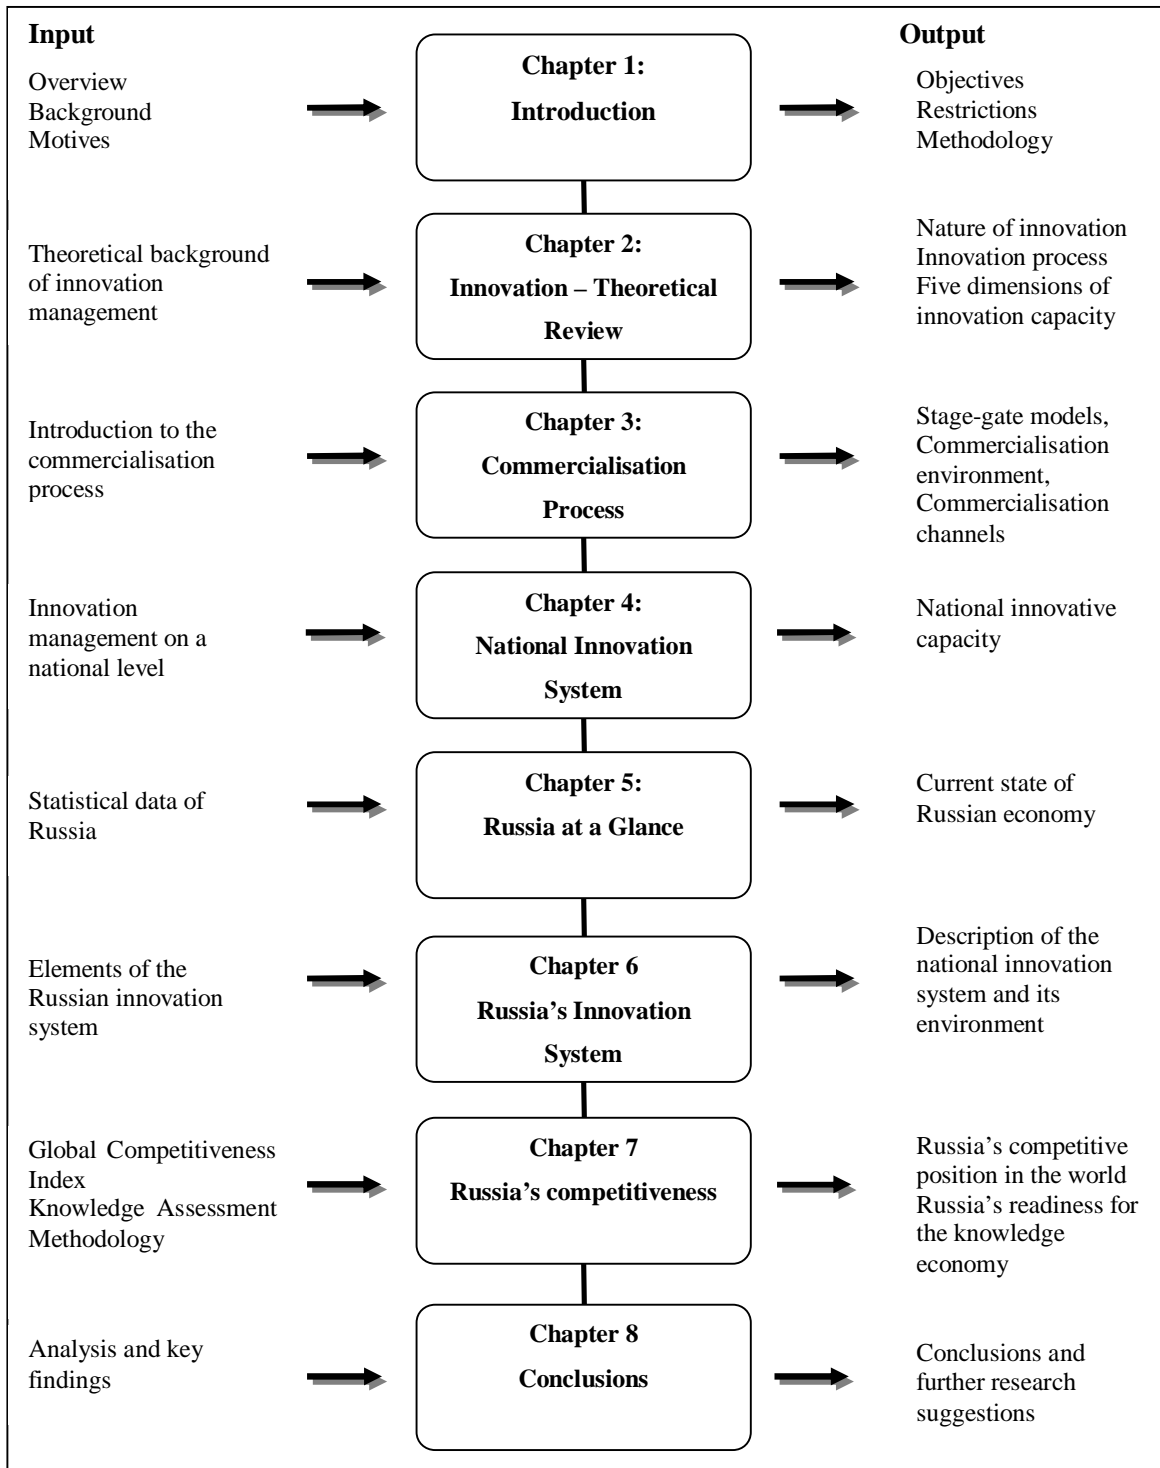 Input
Output
Overview
Background
Motives
Chapter 1:
Introduction
Objectives
Restrictions
Methodology
Theoretical background
of innovation
management
Chapter 2:
Innovation – Theoretical
Review
Nature of innovation
Innovation process
Five dimensions of
innovation capacity
Introduction to the
commercialisation
process
Chapter 3:
Commercialisation
Process
Stage-gate models,
Commercialisation
environment,
Commercialisation
channels
Innovation
management on a
national level
Chapter 4:
National Innovation
System
National innovative
capacity
Statistical data of
Russia
Chapter 5:
Russia at a Glance
Current state of
Russian economy
Elements of the
Russian innovation
system
Chapter 6
Russia’s Innovation
System
Description of the
national innovation
system and its
environment
Global Competitiveness
Index
Knowledge Assessment
Methodology
Chapter 7
Russia’s competitiveness
Russia’s competitive
position in the world
Russia’s readiness for
the knowledge
economy
Analysis and key
findings
Chapter 8
Conclusions
Conclusions and
further research
suggestions